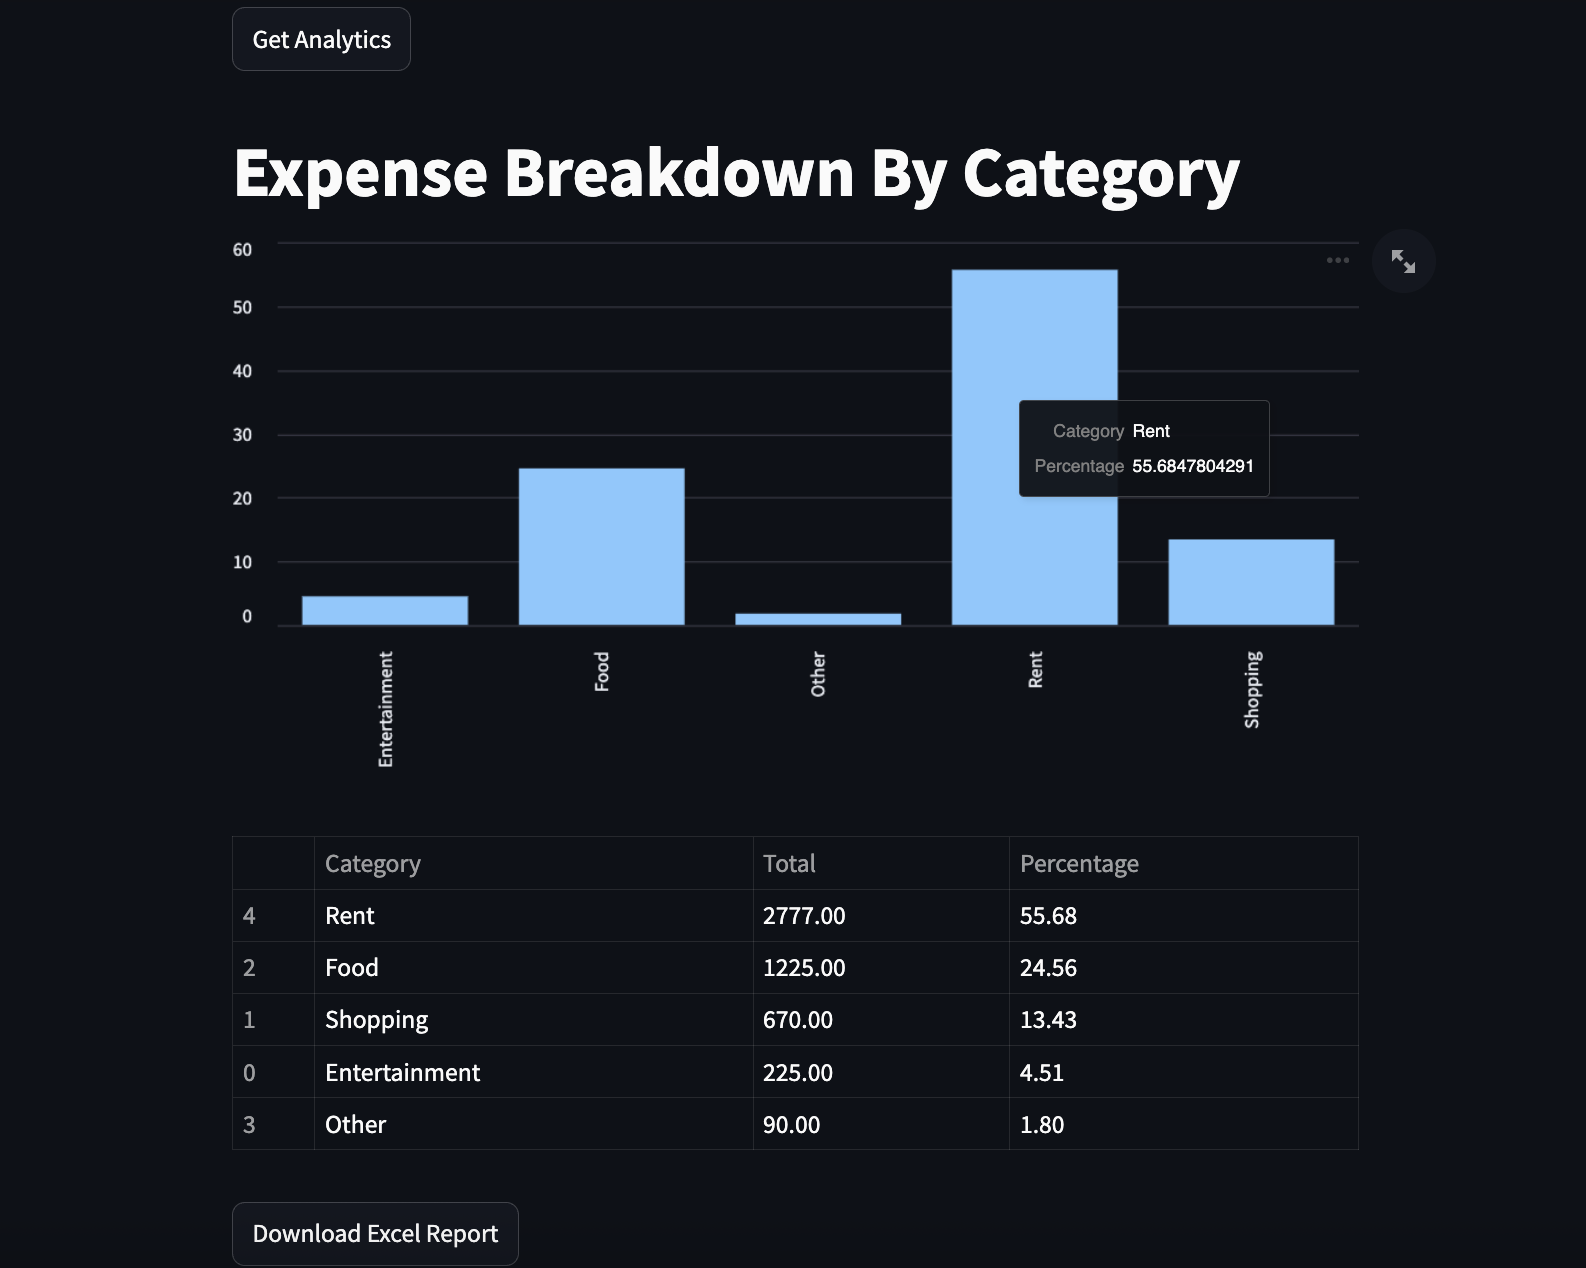 Get Analytics
Expense Breakdown By Category
60
50
40
30
20
10
0
Category Rent
Percentage 55.6847804291
Entertainment
Food
Other
Rent
Shopping
Category Total Percentage
4 Rent 2777.00 55.68
2 Food 1225.00 24.56
1 Shopping 670.00 13.43
0 Entertainment 225.00 4.51
3 Other 90.00 1.80
Download Excel Report